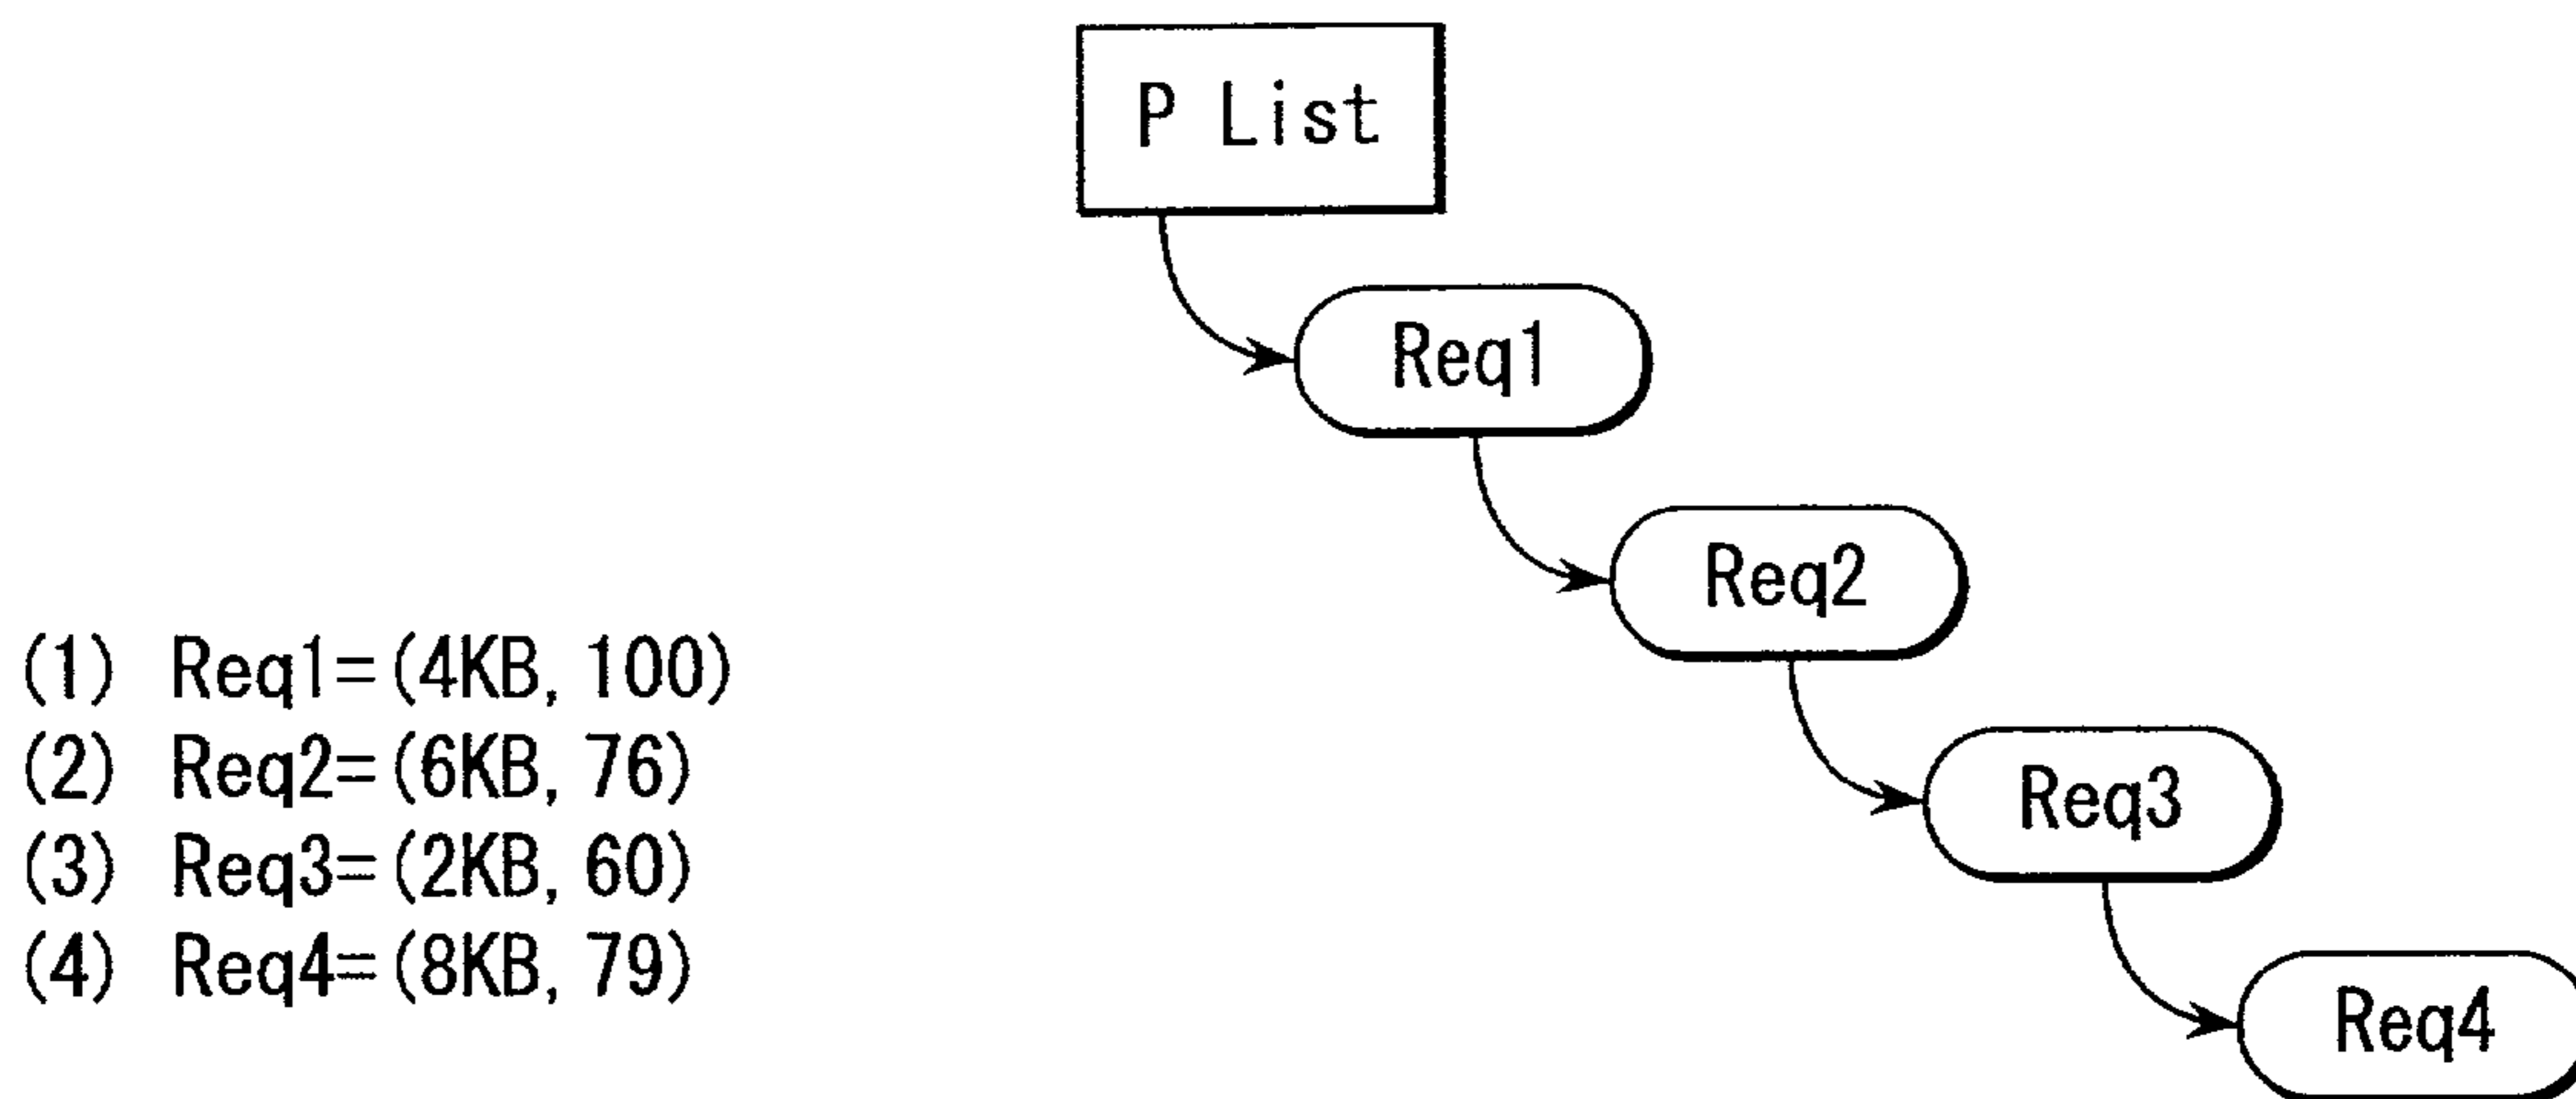 P List
Req1
Req2
Req3
Req4
(1) Req1=(4KB, 100)
(2) Req2=(6KB, 76)
(3) Req3=(2KB, 60)
(4) Req4=(8KB, 79)